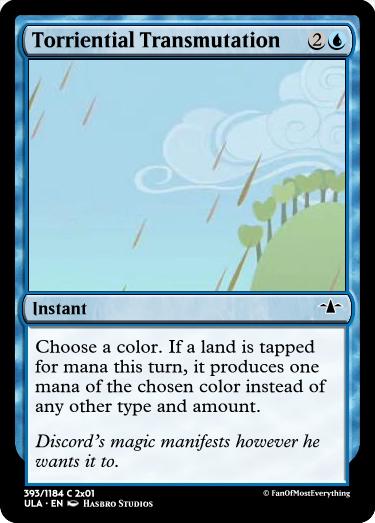 Torriential Transmutation 2
Instant
Choose a color. If a land is tapped
for mana this turn, it produces one
mana of the chosen color instead of
any other type and amount.
Discord's magic manifests however he
wants it to.
393/1184 C 2x01
ULA • EN Hasbro Studios
© FanOfMostEverything